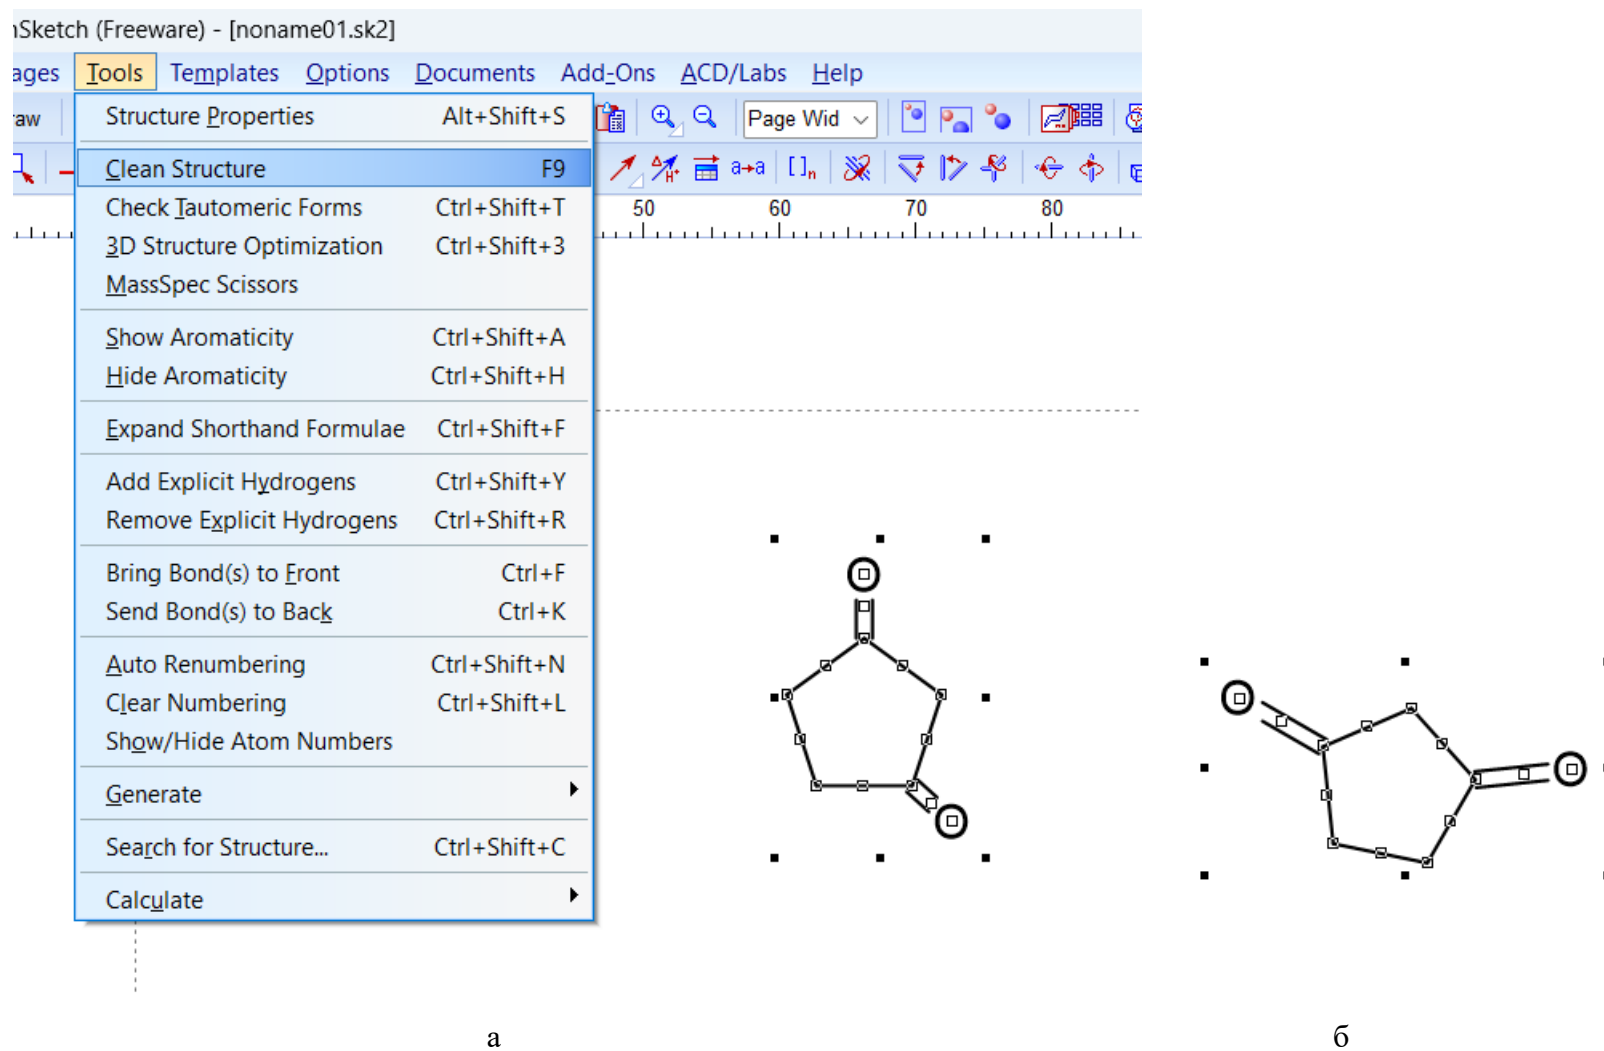 nSketch (Freeware) - [noname01.sk2]
ages Tools Templates Options Documents Add-Ons ACD/Labs Help
aw Page Wid
Structure Properties Alt+Shift+S
Clean Structure F9
Check Tautomeric Forms Ctrl+Shift+T
3D Structure Optimization Ctrl+Shift+3
MassSpec Scissors
Show Aromaticity Ctrl+Shift+A
Hide Aromaticity Ctrl+Shift+H
Expand Shorthand Formulae Ctrl+Shift+F
Add Explicit Hydrogens Ctrl+Shift+Y
Remove Explicit Hydrogens Ctrl+Shift+R
Bring Bond(s) to Front Ctrl+F
Send Bond(s) to Back Ctrl+K
Auto Renumbering Ctrl+Shift+N
Clear Numbering Ctrl+Shift+L
Show/Hide Atom Numbers
Generate
Search for Structure... Ctrl+Shift+C
Calculate
H+ a→a []n
50 60 70 80
O
O
O
O
а б